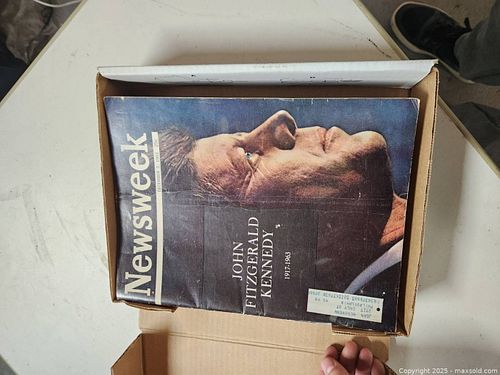 Newsweek
JOHN
FITZGERALD
KENNEDY
1917-1963
Copyright 2025 - maxsold.com